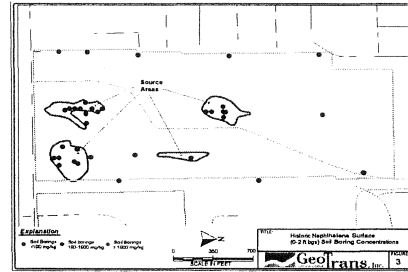 Source
Areas
N
Explanation
Soil Borings
Soil Borings
Soil Borings
<100 mg/kg
100-1000 mg/kg
>1000 mg/kg
0
350
700
SCALE IN FEET
TITLE:
Historic Naphthalene Surface
(0-2 ft bgs) Soil Boring Concentrations
GeoTrans, Inc.
FIGURE
3